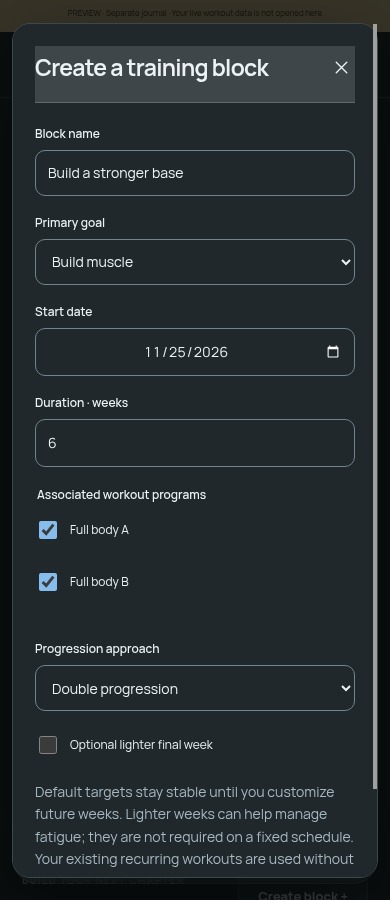 PREVIEW · Separate journal · Your live workout data is not opened here.
Create a training block
Block name
Build a stronger base
Primary goal
Build muscle
Start date
11/25/2026
Duration · weeks
6
Associated workout programs
Full body A
Full body B
Progression approach
Double progression
Optional lighter final week
Default targets stay stable until you customize
future weeks. Lighter weeks can help manage
fatigue; they are not required on a fixed schedule.
Your existing recurring workouts are used without
Create block +